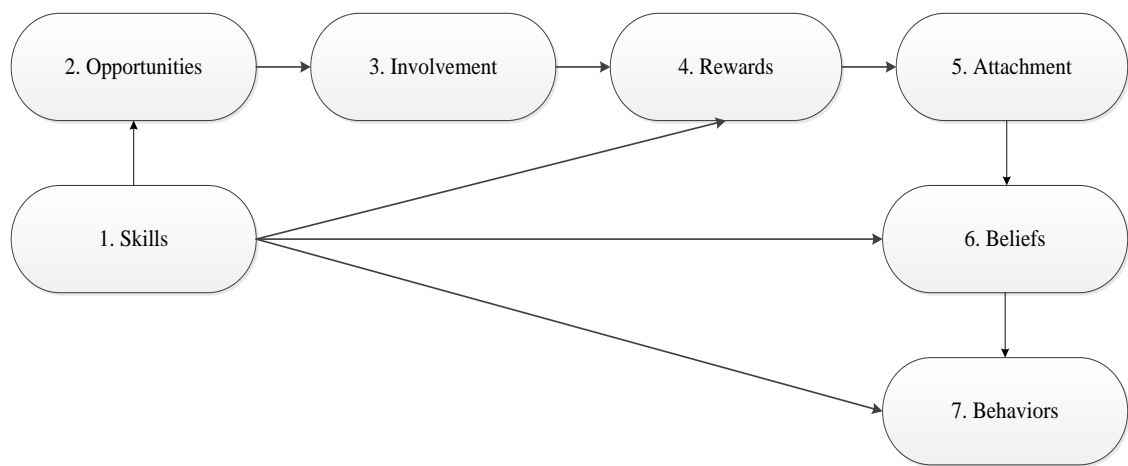 2. Opportunities
3. Involvement
4. Rewards
5. Attachment
1. Skills
6. Beliefs
7. Behaviors